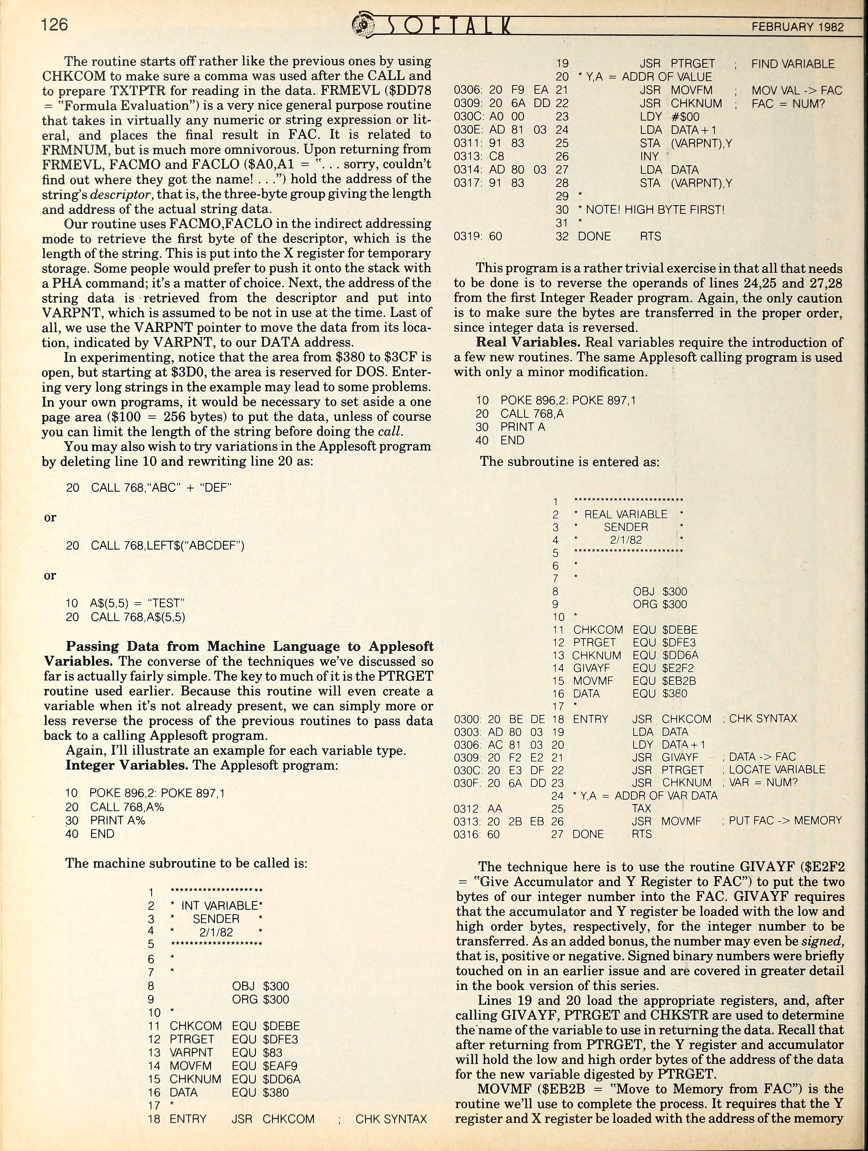 126
SOFTALK
FEBRUARY 1982
The routine starts off rather like the previous ones by using
CHKCOM to make sure a comma was used after the CALL and
to prepare TXTPTR for reading in the data. FRMEVL ($DD78
= "Formula Evaluation") is a very nice general purpose routine
that takes in virtually any numeric or string expression or lit-
eral, and places the final result in FAC. It is related to
FRMNUM, but is much more omnivorous. Upon returning from
FRMEVL, FACMO and FACLO ($A0,A1 = ". . . sorry, couldn't
find out where they got the name! . . .") hold the address of the
string's descriptor, that is, the three-byte group giving the length
and address of the actual string data.
Our routine uses FACMO,FACLO in the indirect addressing
mode to retrieve the first byte of the descriptor, which is the
length of the string. This is put into the X register for temporary
storage. Some people would prefer to push it onto the stack with
a PHA command; it's a matter of choice. Next, the address of the
string data is retrieved from the descriptor and put into
VARPNT, which is assumed to be not in use at the time. Last of
all, we use the VARPNT pointer to move the data from its loca-
tion, indicated by VARPNT, to our DATA address.
In experimenting, notice that the area from $380 to $3CF is
open, but starting at $3D0, the area is reserved for DOS. Enter-
ing very long strings in the example may lead to some problems.
In your own programs, it would be necessary to set aside a one
page area ($100 = 256 bytes) to put the data, unless of course
you can limit the length of the string before doing the call.
You may also wish to try variations in the Applesoft program
by deleting line 10 and rewriting line 20 as:
20 CALL 768,"ABC" + "DEF"
or
20 CALL 768,LEFT$("ABCDEF")
or
10 A$(5,5) = "TEST"
20 CALL 768,A$(5,5)
Passing Data from Machine Language to Applesoft
Variables. The converse of the techniques we've discussed so
far is actually fairly simple. The key to much of it is the PTRGET
routine used earlier. Because this routine will even create a
variable when it's not already present, we can simply more or
less reverse the process of the previous routines to pass data
back to a calling Applesoft program.
Again, I'll illustrate an example for each variable type.
Integer Variables. The Applesoft program:
10 POKE 896,2: POKE 897,1
20 CALL 768,A%
30 PRINT A%
40 END
The machine subroutine to be called is:
1 ********************
2 * INT VARIABLE*
3 * SENDER *
4 * 2/1/82 *
5 ********************
6 *
7 *
8 OBJ $300
9 ORG $300
10 *
11 CHKCOM EQU $DEBE
12 PTRGET EQU $DFE3
13 VARPNT EQU $83
14 MOVFM EQU $EAF9
15 CHKNUM EQU $DD6A
16 DATA EQU $380
17 *
18 ENTRY JSR CHKCOM ; CHK SYNTAX
19 JSR PTRGET ; FIND VARIABLE
20 * Y,A = ADDR OF VALUE
0306: 20 F9 EA 21 JSR MOVFM ; MOV VAL -> FAC
0309: 20 6A DD 22 JSR CHKNUM ; FAC = NUM?
030C: A0 00 23 LDY #$00
030E: AD 81 03 24 LDA DATA+1
0311: 91 83 25 STA (VARPNT),Y
0313: C8 26 INY
0314: AD 80 03 27 LDA DATA
0317: 91 83 28 STA (VARPNT),Y
29 *
30 * NOTE! HIGH BYTE FIRST!
31 *
0319: 60 32 DONE RTS
This program is a rather trivial exercise in that all that needs
to be done is to reverse the operands of lines 24,25 and 27,28
from the first Integer Reader program. Again, the only caution
is to make sure the bytes are transferred in the proper order,
since integer data is reversed.
Real Variables. Real variables require the introduction of
a few new routines. The same Applesoft calling program is used
with only a minor modification.
10 POKE 896,2: POKE 897,1
20 CALL 768,A
30 PRINT A
40 END
The subroutine is entered as:
1 ************************
2 * REAL VARIABLE *
3 * SENDER *
4 * 2/1/82 *
5 ************************
6 *
7 *
8 OBJ $300
9 ORG $300
10 *
11 CHKCOM EQU $DEBE
12 PTRGET EQU $DFE3
13 CHKNUM EQU $DD6A
14 GIVAYF EQU $E2F2
15 MOVMF EQU $EB2B
16 DATA EQU $380
17 *
0300: 20 BE DE 18 ENTRY JSR CHKCOM ; CHK SYNTAX
0303: AD 80 03 19 LDA DATA
0306: AC 81 03 20 LDY DATA+1
0309: 20 F2 E2 21 JSR GIVAYF ; DATA -> FAC
030C: 20 E3 DF 22 JSR PTRGET ; LOCATE VARIABLE
030F: 20 6A DD 23 JSR CHKNUM ; VAR = NUM?
24 * Y,A = ADDR OF VAR DATA
0312: AA 25 TAX
0313: 20 2B EB 26 JSR MOVMF ; PUT FAC -> MEMORY
0316: 60 27 DONE RTS
The technique here is to use the routine GIVAYF ($E2F2
= "Give Accumulator and Y Register to FAC") to put the two
bytes of our integer number into the FAC. GIVAYF requires
that the accumulator and Y register be loaded with the low and
high order bytes, respectively, for the integer number to be
transferred. As an added bonus, the number may even be signed,
that is, positive or negative. Signed binary numbers were briefly
touched on in an earlier issue and are covered in greater detail
in the book version of this series.
Lines 19 and 20 load the appropriate registers, and, after
calling GIVAYF, PTRGET and CHKSTR are used to determine
the name of the variable to use in returning the data. Recall that
after returning from PTRGET, the Y register and accumulator
will hold the low and high order bytes of the address of the data
for the new variable digested by PTRGET.
MOVMF ($EB2B = "Move to Memory from FAC") is the
routine we'll use to complete the process. It requires that the Y
register and X register be loaded with the address of the memory